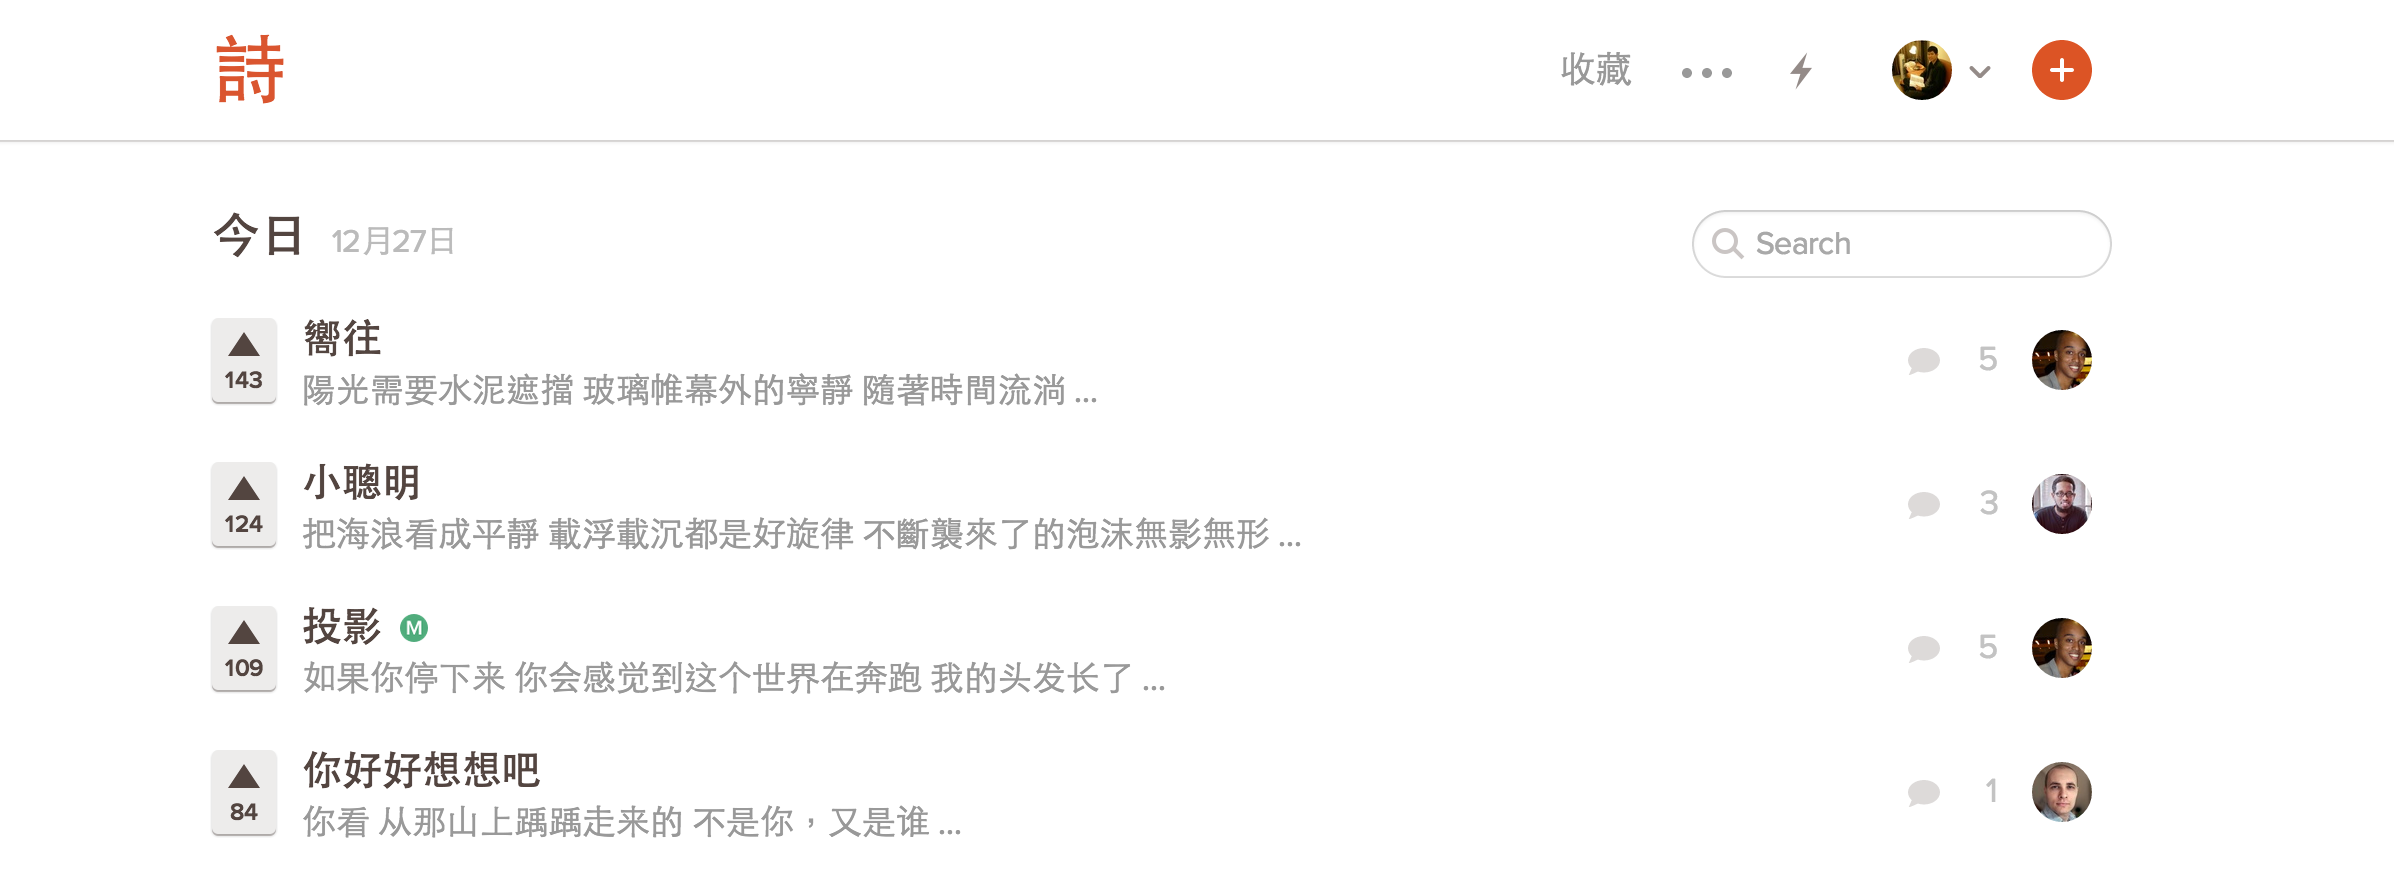 詩
收藏
今日 12月27日
Search
嚮往
143
陽光需要水泥遮擋 玻璃帷幕外的寧靜 隨著時間流淌 ...
5
小聰明
124
把海浪看成平靜 載浮載沉都是好旋律 不斷襲來了的泡沫無影無形 ...
3
投影 M
109
如果你停下来 你会感觉到这个世界在奔跑 我的头发长了 ...
5
你好好想想吧
84
你看 从那山上踽踽走来的 不是你，又是谁 ...
1